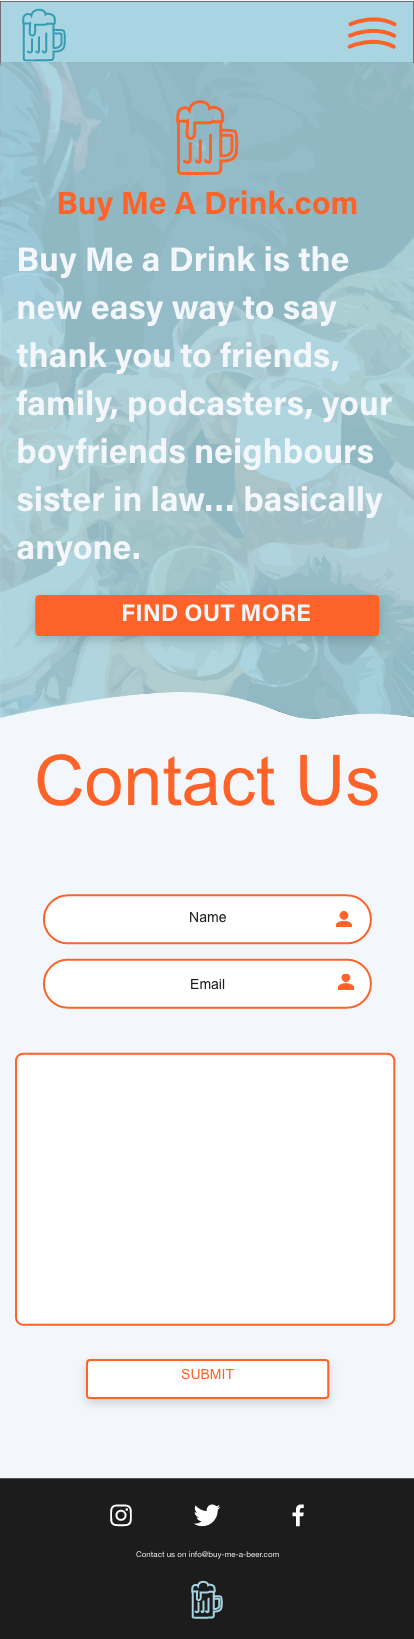 Buy Me A Drink.com
Buy Me a Drink is the
new easy way to say
thank you to friends,
family, podcasters, your
boyfriends neighbours
sister in law... basically
anyone.
FIND OUT MORE
Contact Us
Name
Email
SUBMIT
Contact us on info@buy-me-a-beer.com